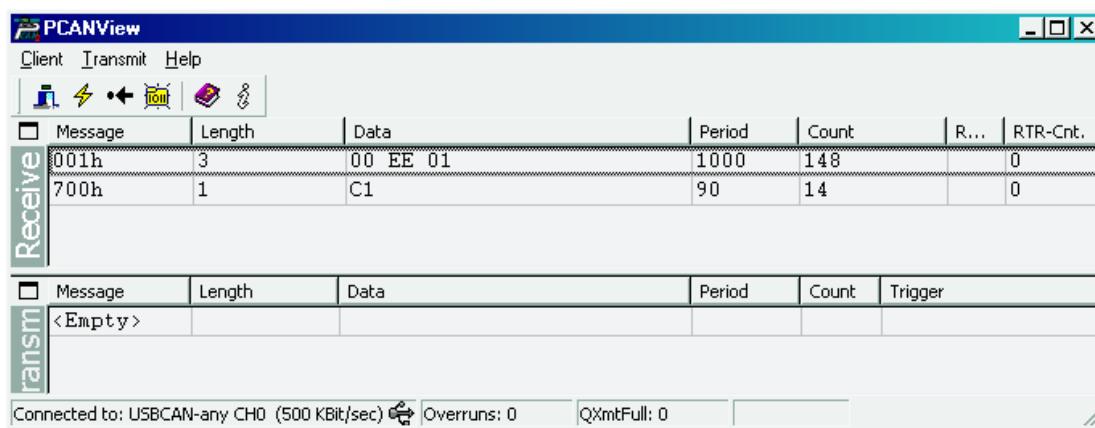 PCANView
Client Transmit Help
Message Length Data Period Count R... RTR-Cnt.
Receive
001h 3 00 EE 01 1000 148 0
700h 1 C1 90 14 0
Message Length Data Period Count Trigger
ransm
<Empty>
Connected to: USBCAN-any CH0 (500 KBit/sec) Overruns: 0 QXmtFull: 0